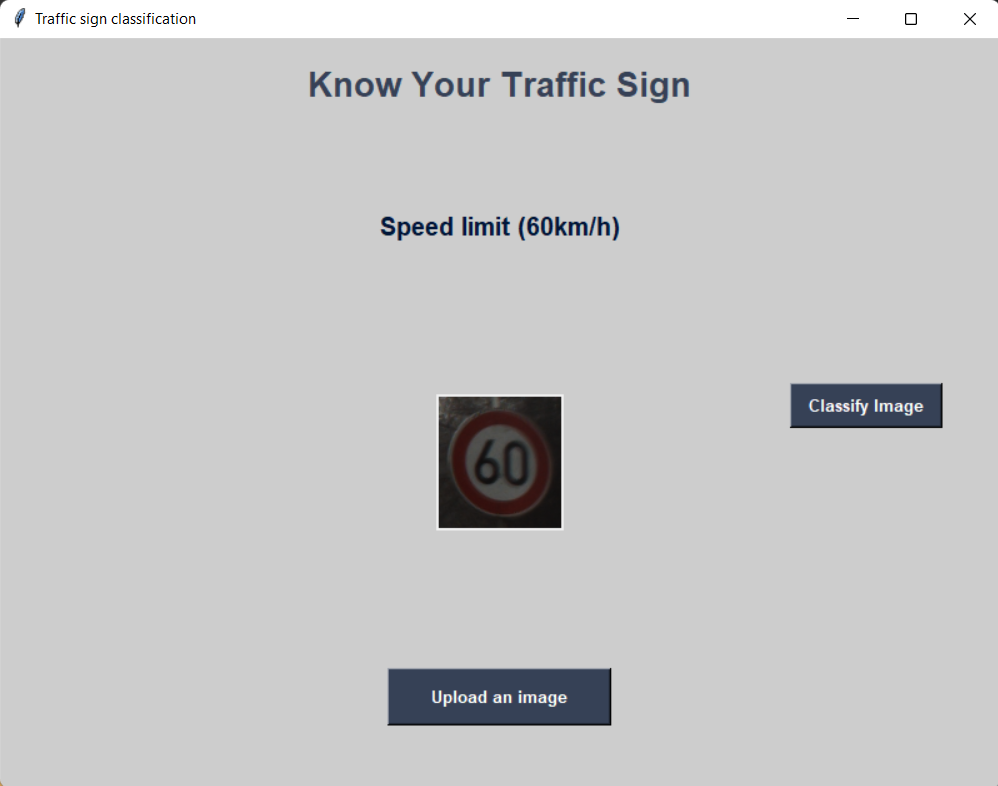 Traffic sign classification
Know Your Traffic Sign
Speed limit (60km/h)
Classify Image
60
Upload an image